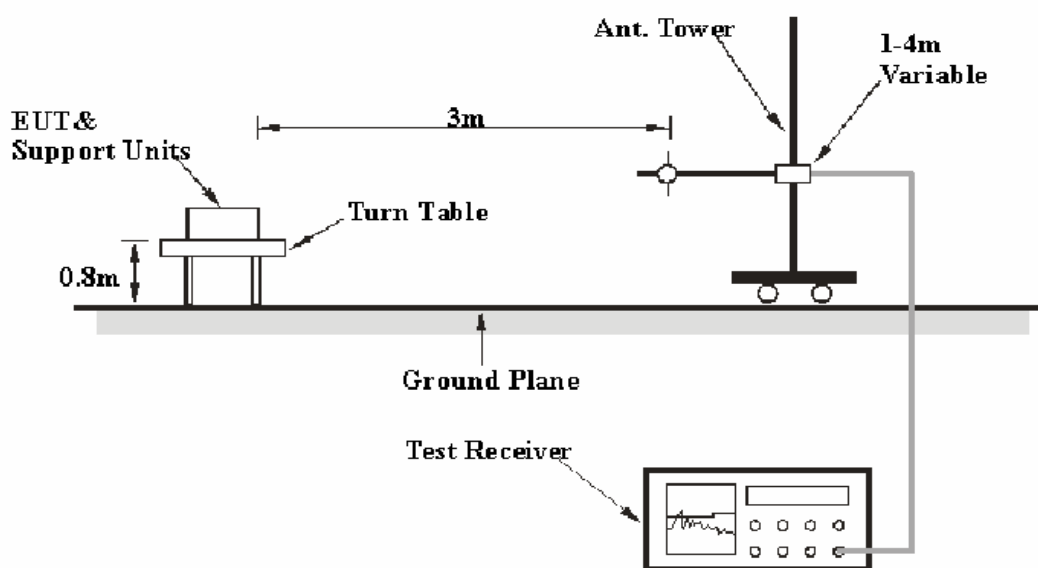 Ant. Tower
1-4m
Variable
3m
EUT&
Support Units
Turn Table
0.8m
Ground Plane
Test Receiver